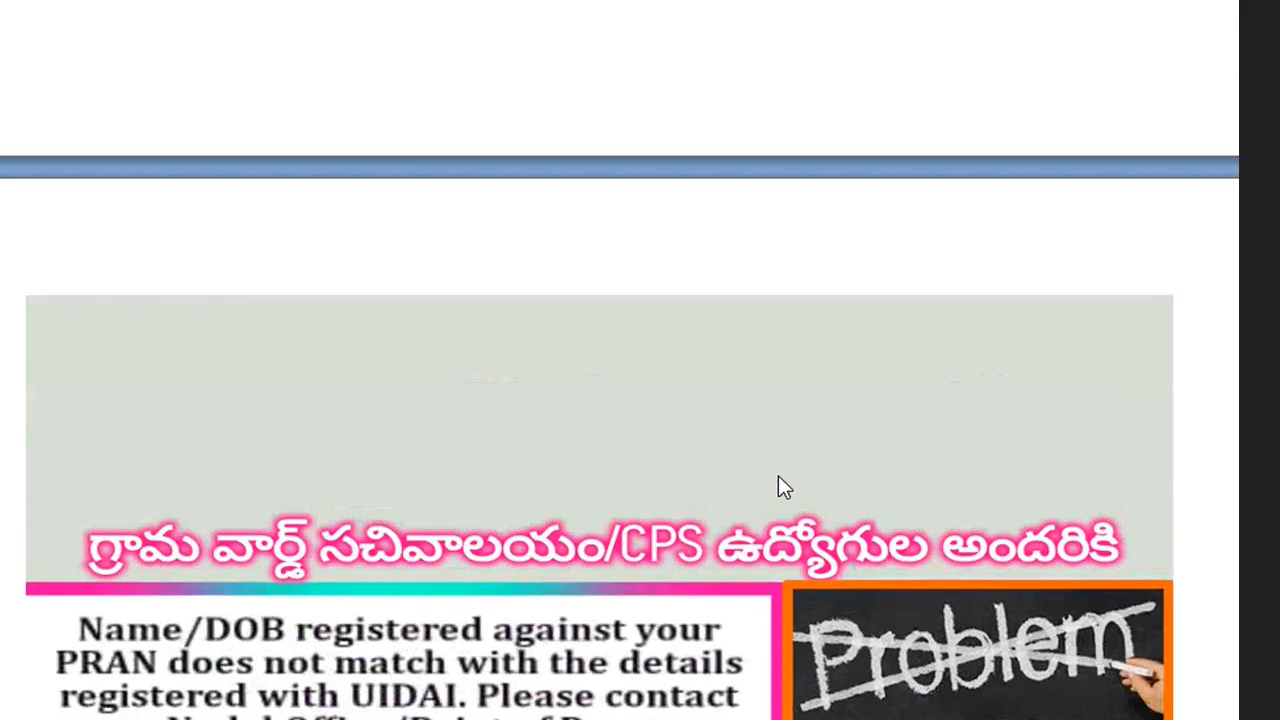 గ్రామ వార్డ్ సచివాలయం/CPS ఉద్యోగుల అందరికి
Name/DOB registered against your
PRAN does not match with the details
registered with UIDAI. Please contact
Problem